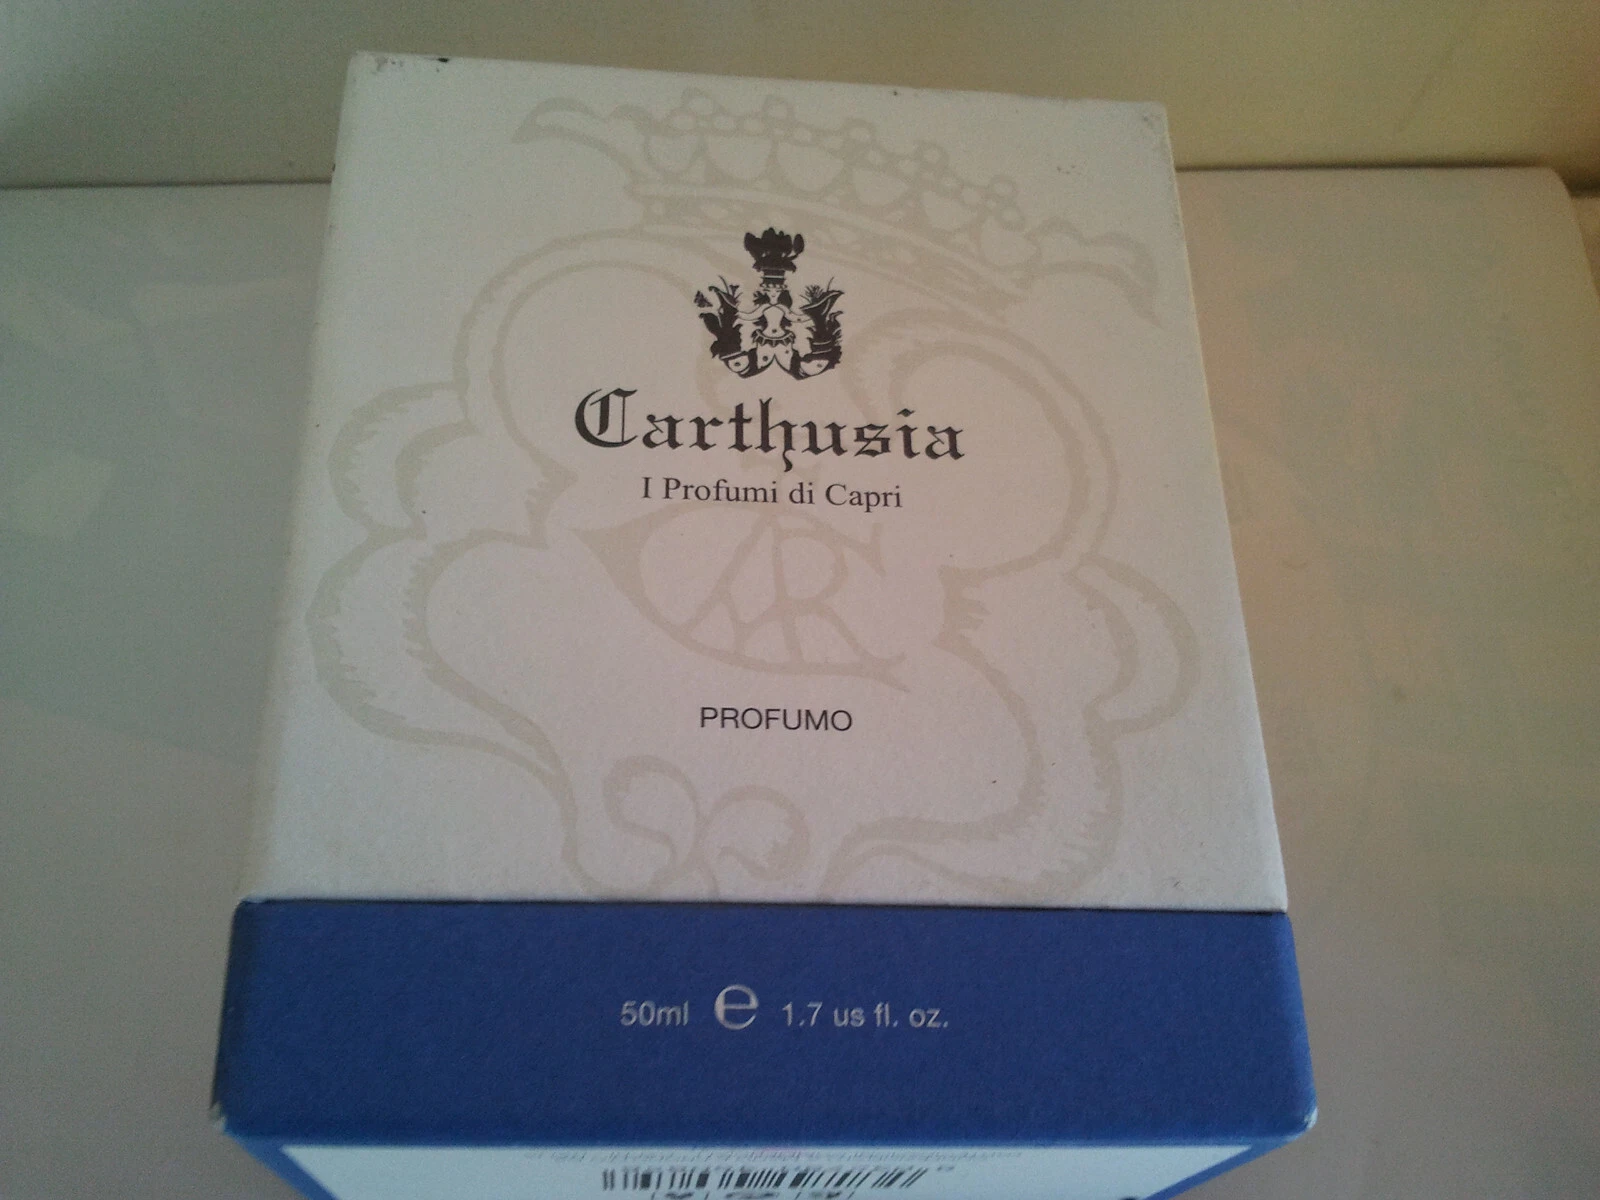 Carthusia
I Profumi di Capri
PROFUMO
50ml e 1.7 us fl. oz.